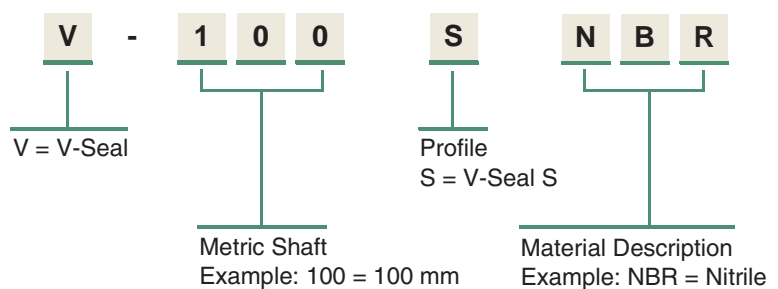 V - 1 0 0 S N B R
V = V-Seal
Profile
S = V-Seal S
Metric Shaft
Example: 100 = 100 mm
Material Description
Example: NBR = Nitrile